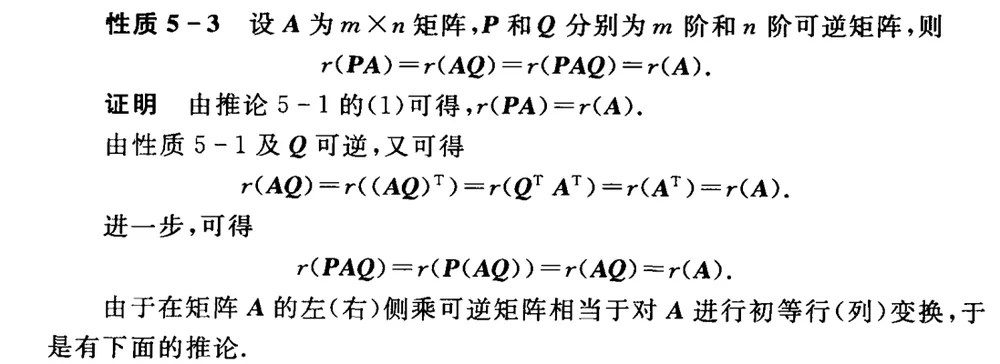 性质 5-3 设 A 为 m×n 矩阵,P 和 Q 分别为 m 阶和 n 阶可逆矩阵,则
r(PA)=r(AQ)=r(PAQ)=r(A).
证明 由推论 5-1 的(1)可得,r(PA)=r(A).
由性质 5-1 及 Q 可逆,又可得
r(AQ)=r((AQ)ᵀ)=r(Qᵀ Aᵀ)=r(Aᵀ)=r(A).
进一步,可得
r(PAQ)=r(P(AQ))=r(AQ)=r(A).
由于在矩阵 A 的左(右)侧乘可逆矩阵相当于对 A 进行初等行(列)变换,于
是有下面的推论.